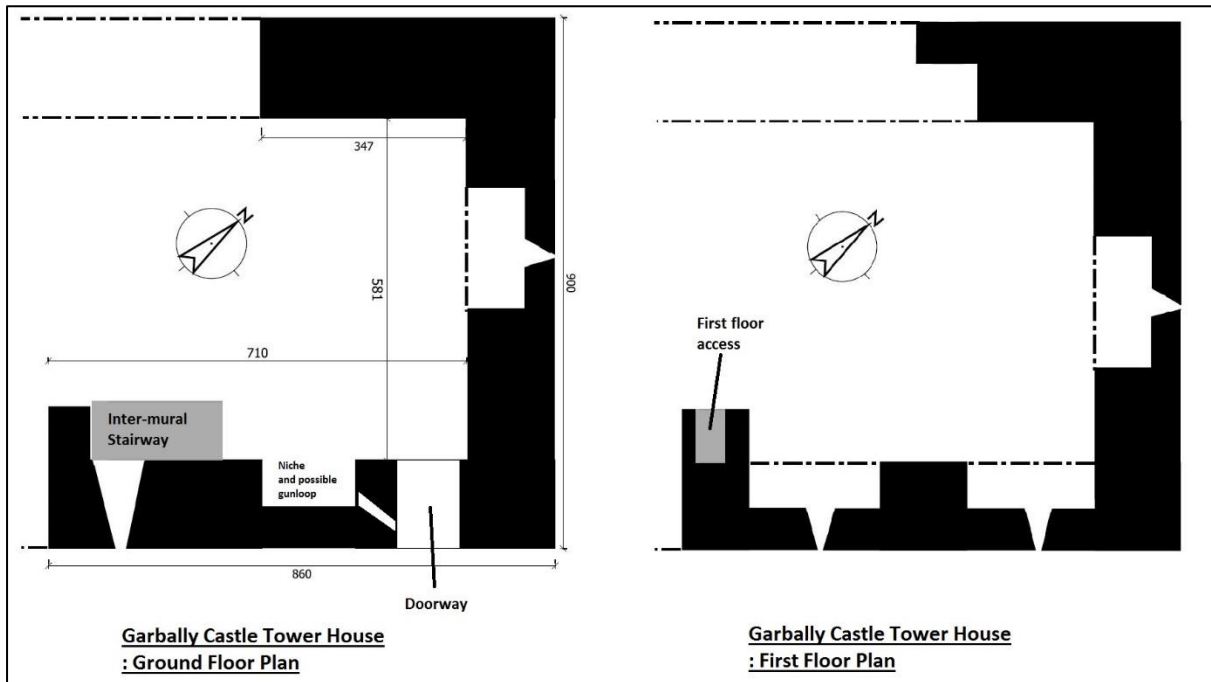 347
N
581
900
710
Inter-mural
Stairway
Niche
and possible
gunloop
860
Doorway
Garbally Castle Tower House
: Ground Floor Plan
N
First floor
access
Garbally Castle Tower House
: First Floor Plan